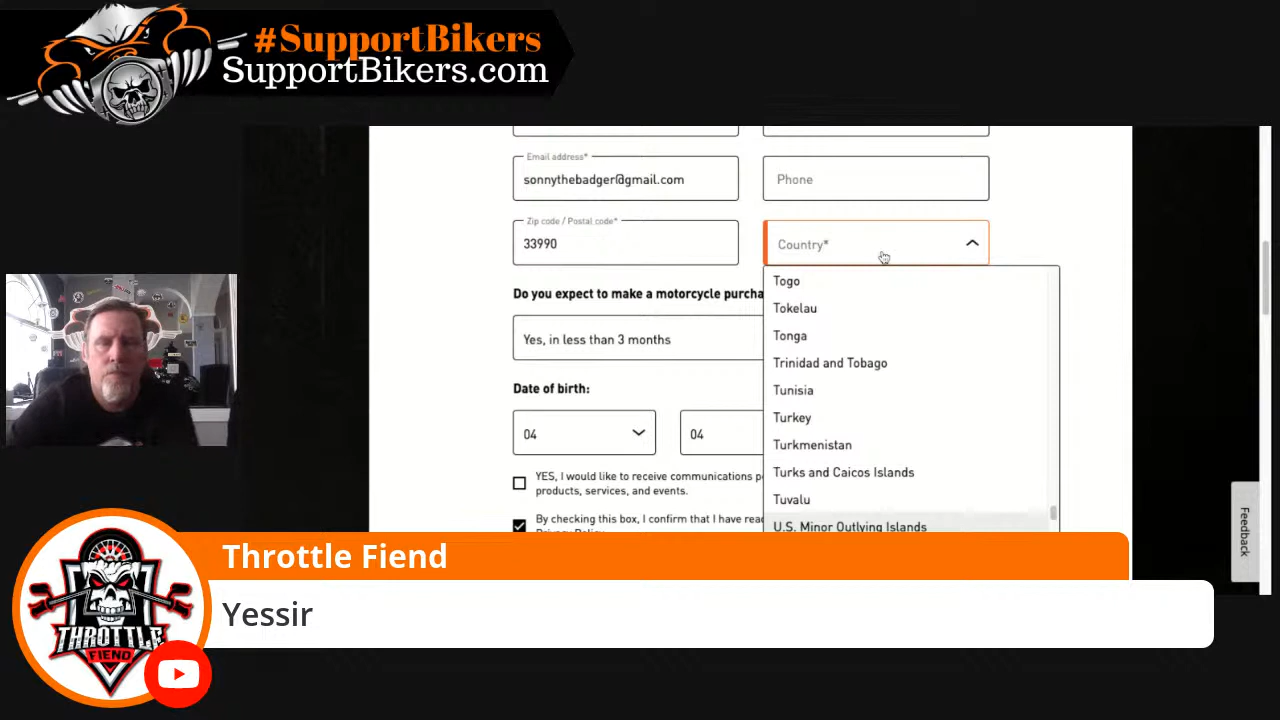 #SupportBikers
SupportBikers.com
Email address*
sonnythebadger@gmail.com
Phone
Zip code / Postal code*
33990
Country*
Togo
Tokelau
Tonga
Trinidad and Tobago
Tunisia
Turkey
Turkmenistan
Turks and Caicos Islands
Tuvalu
U.S. Minor Outlying Islands
Do you expect to make a motorcycle purcha
Yes, in less than 3 months
Date of birth:
04
04
YES, I would like to receive communications p
products, services, and events.
By checking this box, I confirm that I have read
Privacy Policy
Feedback
Throttle Fiend
Yessir
THROTTLE
FIEND